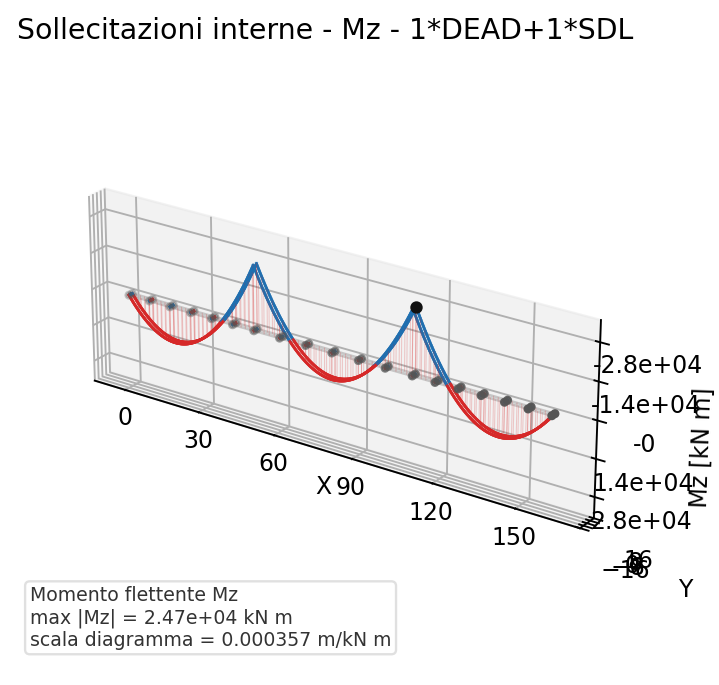 Sollecitazioni interne - Mz - 1*DEAD+1*SDL
-2.8e+04
-1.4e+04
-0
1.4e+04
2.8e+04
Mz [kN m]
0
30
60
90
120
150
X
−16
16
Y
Momento flettente Mz
max |Mz| = 2.47e+04 kN m
scala diagramma = 0.000357 m/kN m